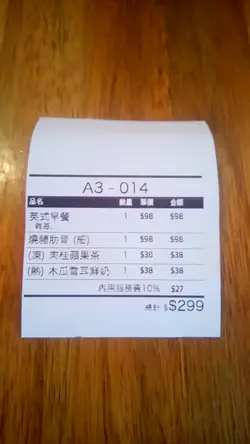 A3 - 014
品名 數量 單價 金額
英式早餐 1 $98 $98
燒豬肋骨 (細) 1 $98 $98
(凍) 肉桂蘋果茶 1 $38 $38
(熱) 木瓜雪耳鮮奶 1 $38 $38
內用服務費10% $27
總計 $$299